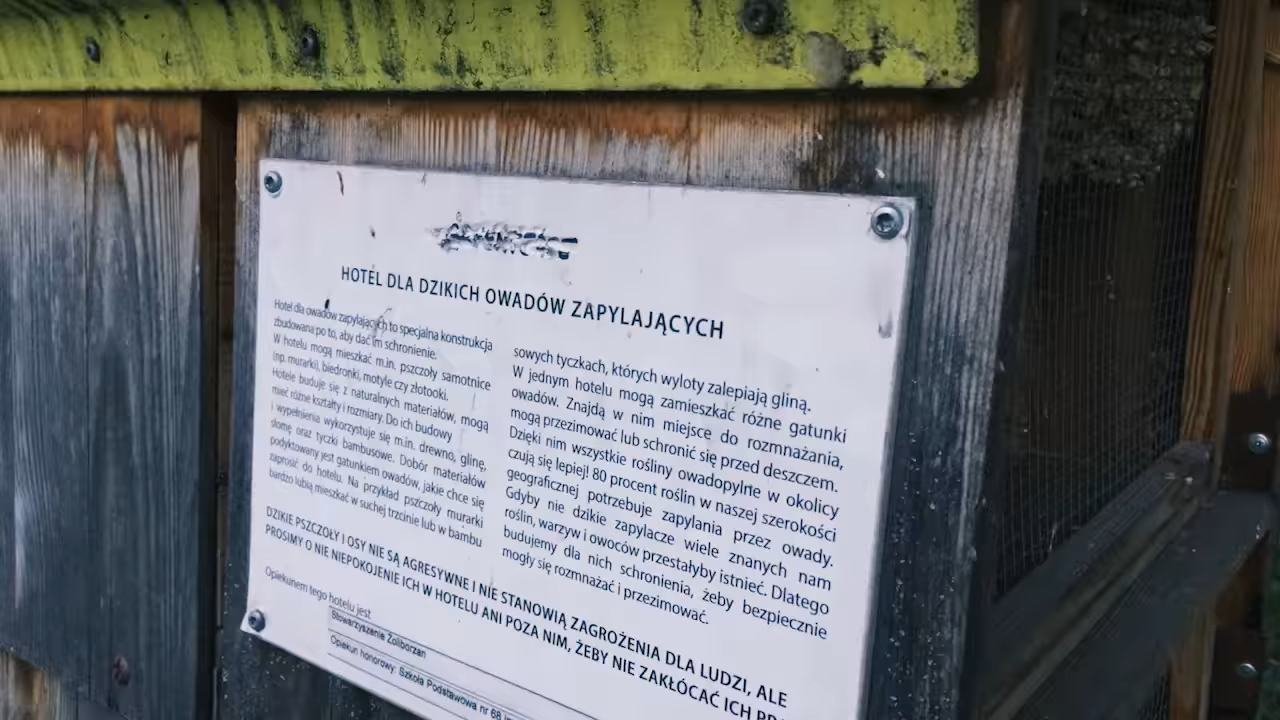 HOTEL DLA DZIKICH OWADÓW ZAPYLAJĄCYCH
Hotel dla owadów zapylających to specjalna konstrukcja
zbudowana po to, aby dać im schronienie.
W hotelu mogą mieszkać m.in. pszczoły samotnice
(np. murarki), biedronki, motyle czy złotooki.
Hotele buduje się z naturalnych materiałów, mogą
mieć różne kształty i rozmiary. Do ich budowy
i wypełnienia wykorzystuje się m.in. drewno, glinę,
słomę oraz tyczki bambusowe. Dobór materiałów
podyktowany jest gatunkiem owadów, jakie chce się
zaprosić do hotelu. Na przykład pszczoły murarki
bardzo lubią mieszkać w suchej trzcinie lub w bambu
sowych tyczkach, których wyloty zalepiają gliną.
W jednym hotelu mogą zamieszkać różne gatunki
owadów. Znajdą w nim miejsce do rozmnażania,
mogą przezimować lub schronić się przed deszczem.
Dzięki nim wszystkie rośliny owadopylne w okolicy
czują się lepiej! 80 procent roślin w naszej szerokości
geograficznej potrzebuje zapylania przez owady.
Gdyby nie dzikie zapylacze wiele znanych nam
roślin, warzyw i owoców przestałyby istnieć. Dlatego
budujemy dla nich schronienia, żeby bezpiecznie
mogły się rozmnażać i przezimować.
DZIKIE PSZCZOŁY I OSY NIE SĄ AGRESYWNE I NIE STANOWIĄ ZAGROŻENIA DLA LUDZI, ALE
PROSIMY O NIE NIEPOKOJENIE ICH W HOTELU ANI POZA NIM, ŻEBY NIE ZAKŁÓCAĆ ICH
Opiekunem tego hotelu jest
Stowarzyszenie Żoliborzan
Opiekun honorowy: Szkoła Podstawowa nr 68